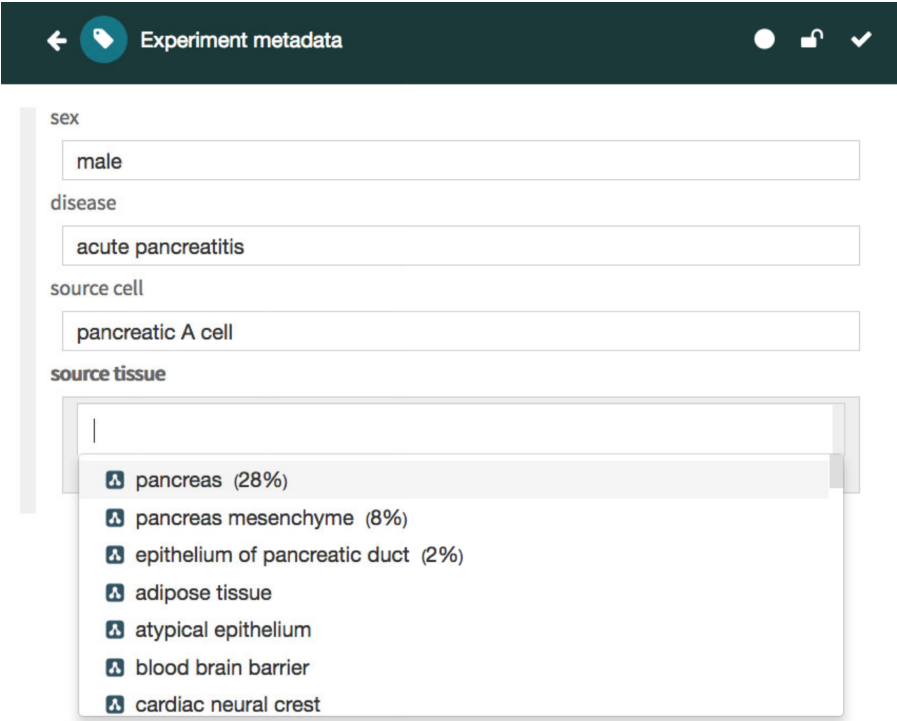 Experiment metadata
sex
male
disease
acute pancreatitis
source cell
pancreatic A cell
source tissue
pancreas (28%)
pancreas mesenchyme (8%)
epithelium of pancreatic duct (2%)
adipose tissue
atypical epithelium
blood brain barrier
cardiac neural crest